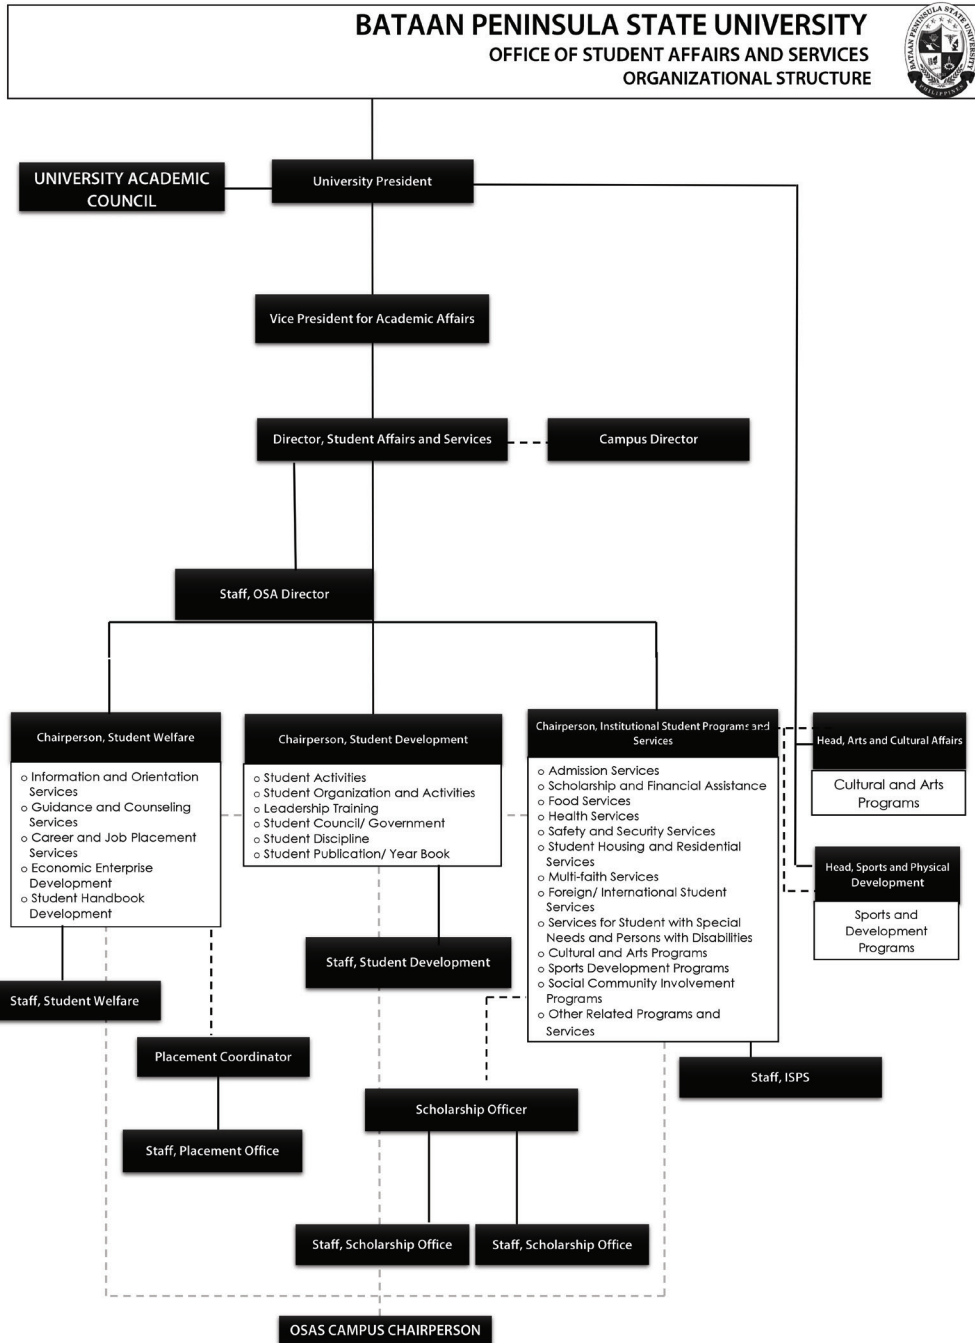 BATAAN PENINSULA STATE UNIVERSITY
OFFICE OF STUDENT AFFAIRS AND SERVICES
ORGANIZATIONAL STRUCTURE
BATAAN PENINSULA STATE UNIVERSITY
PHILIPPINES
UNIVERSITY ACADEMIC
COUNCIL
University President
Vice President for Academic Affairs
Director, Student Affairs and Services
Campus Director
Staff, OSA Director
Chairperson, Student Welfare
o Information and Orientation
Services
o Guidance and Counseling
Services
o Career and Job Placement
Services
o Economic Enterprise
Development
o Student Handbook
Development
Chairperson, Student Development
o Student Activities
o Student Organization and Activities
o Leadership Training
o Student Council/ Government
o Student Discipline
o Student Publication/ Year Book
Chairperson, Institutional Student Programs and
Services
o Admission Services
o Scholarship and Financial Assistance
o Food Services
o Health Services
o Safety and Security Services
o Student Housing and Residential
Services
o Multi-faith Services
o Foreign/ International Student
Services
o Services for Student with Special
Needs and Persons with Disabilities
o Cultural and Arts Programs
o Sports Development Programs
o Social Community Involvement
Programs
o Other Related Programs and
Services
Head, Arts and Cultural Affairs
Cultural and Arts
Programs
Head, Sports and Physical
Development
Sports and
Development
Programs
Staff, Student Welfare
Staff, Student Development
Placement Coordinator
Staff, ISPS
Scholarship Officer
Staff, Placement Office
Staff, Scholarship Office
Staff, Scholarship Office
OSAS CAMPUS CHAIRPERSON